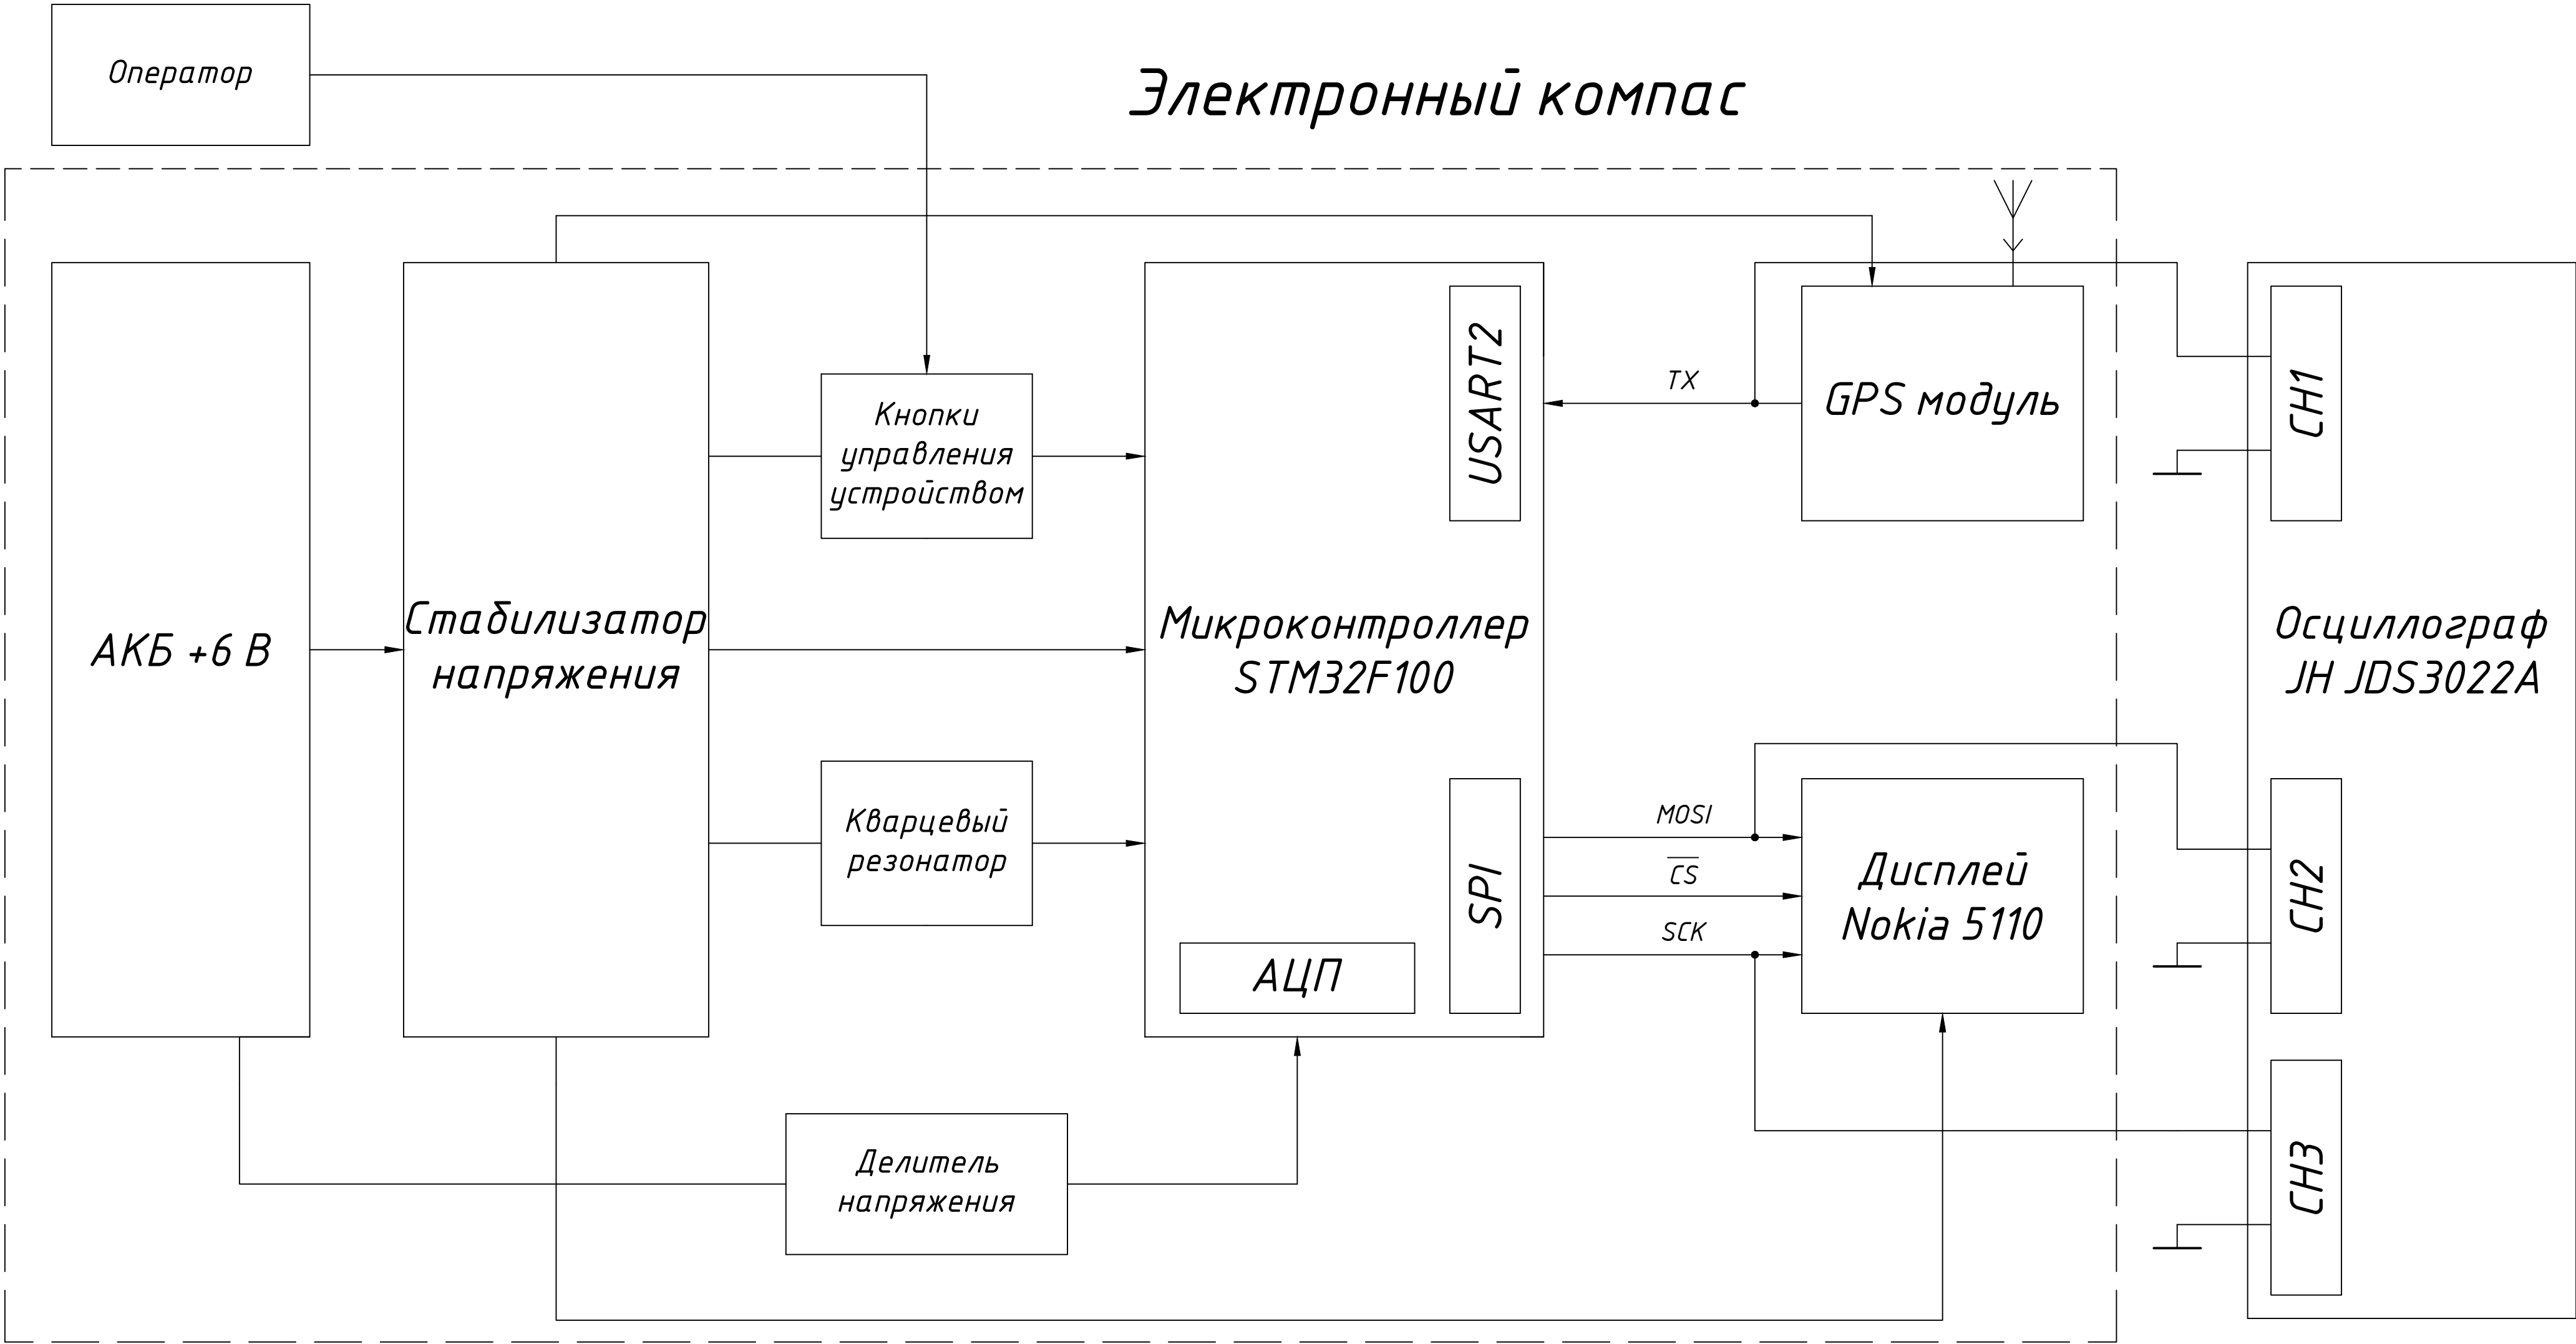 Оператор
Электронный компас
АКБ +6 В
Стабилизатор
напряжения
Кнопки
управления
устройством
Кварцевый
резонатор
Делитель
напряжения
Микроконтроллер
STM32F100
USART2
SPI
АЦП
TX
GPS модуль
MOSI
CS
SCK
Дисплей
Nokia 5110
CH1
CH2
CH3
Осциллограф
JH JDS3022A